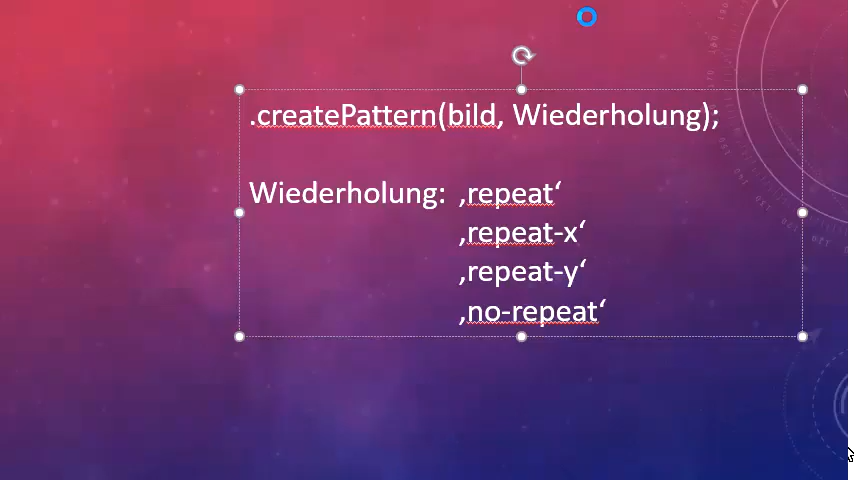 .createPattern(bild, Wiederholung);
Wiederholung: ‚repeat‘
‚repeat-x‘
‚repeat-y‘
‚no-repeat‘